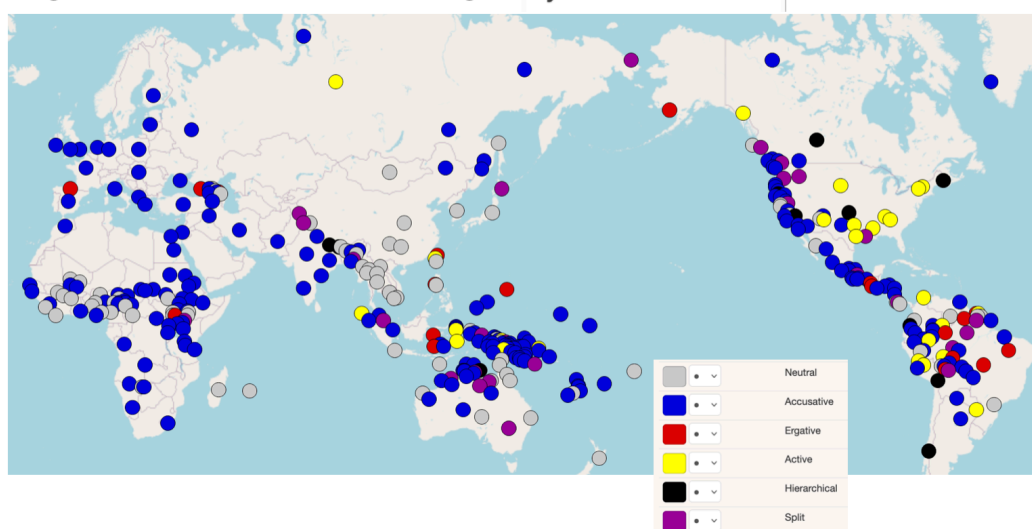 Neutral
Accusative
Ergative
Active
Hierarchical
Split